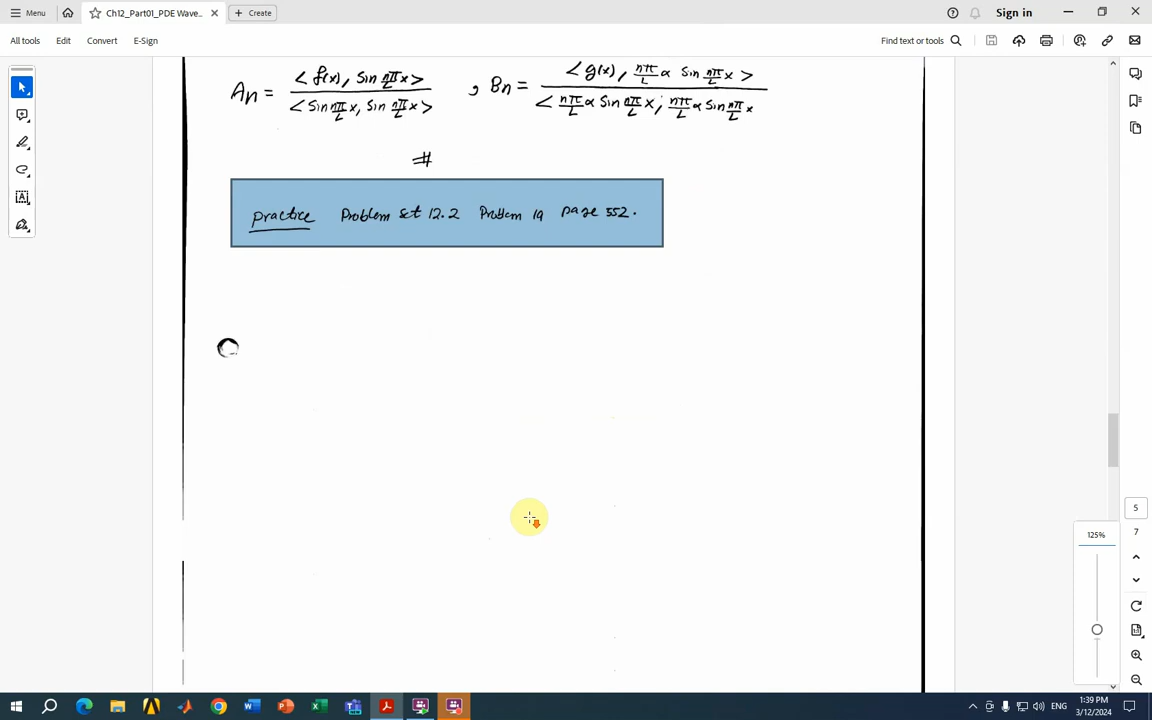 Menu
Ch12_Part01_PDE Wave...
Create
Sign in
All tools Edit Convert E-Sign
Find text or tools
An = < f(x), Sin nπ/L x > / < Sin nπ/L x, Sin nπ/L x > , Bn = < g(x), nπ/L α Sin nπ/L x > / < nπ/L α Sin nπ/L x, nπ/L α Sin nπ/L x
#
practice Problem set 12.2 Problem 19 page 552.
5
7
125%
ENG
1:39 PM
3/12/2024